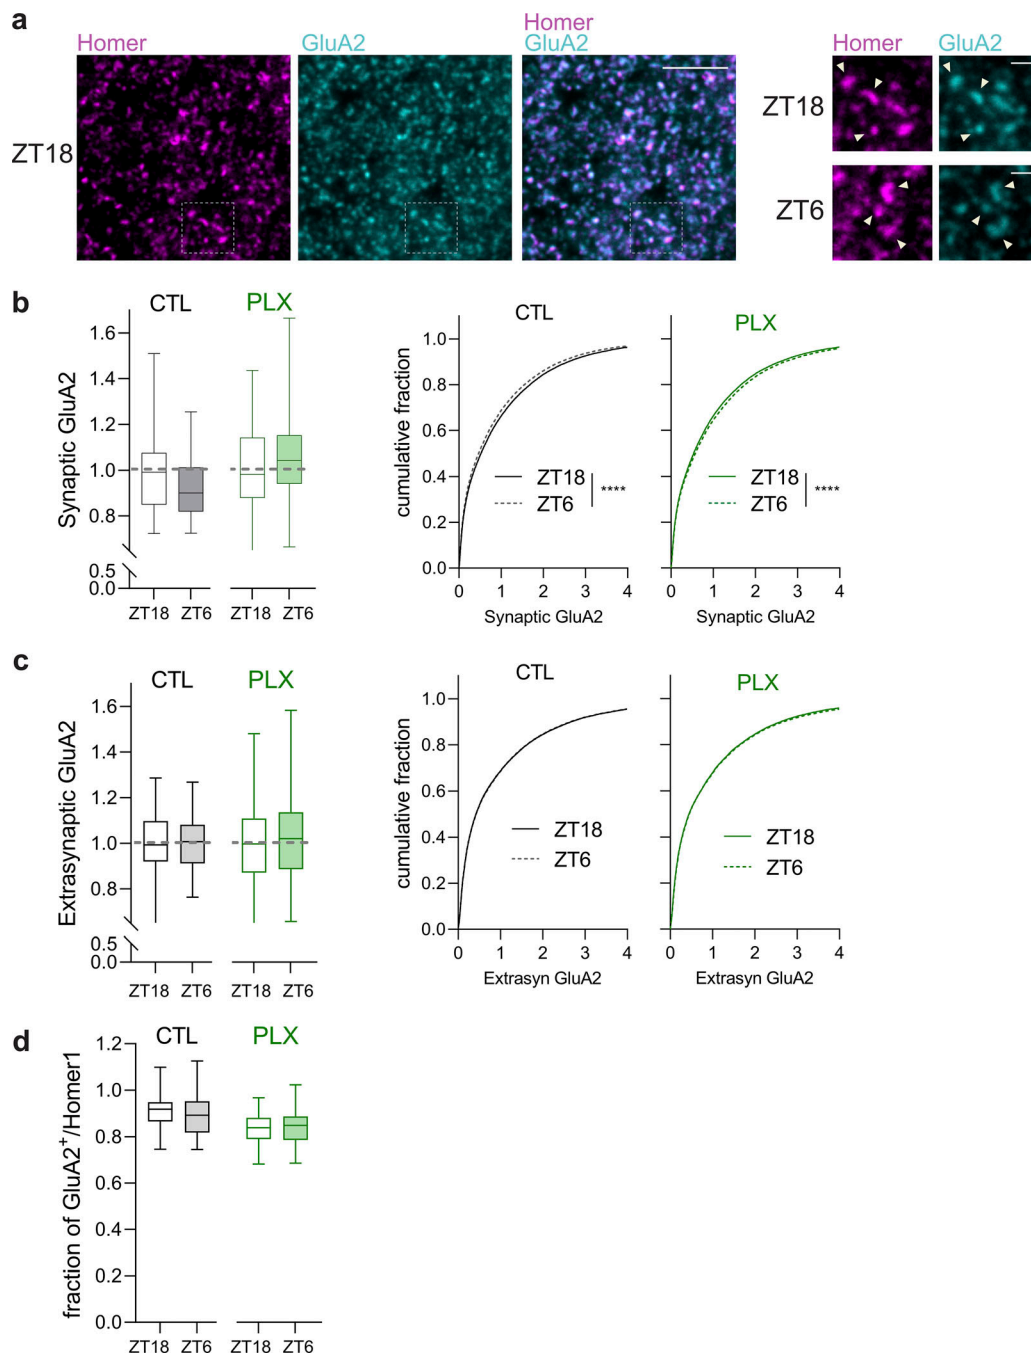 a
Homer
GluA2
Homer
GluA2
Homer
GluA2
ZT18
ZT18
ZT6
b
CTL
PLX
Synaptic GluA2
1.6
1.4
1.2
1.0
0.8
0.5
0.0
ZT18
ZT6
ZT18
ZT6
CTL
cumulative fraction
1.0
0.8
0.6
0.4
0.2
0.0
ZT18
ZT6
****
0 1 2 3 4
Synaptic GluA2
PLX
ZT18
ZT6
****
0 1 2 3 4
Synaptic GluA2
c
CTL
PLX
Extrasynaptic GluA2
1.6
1.4
1.2
1.0
0.8
0.5
0.0
ZT18
ZT6
ZT18
ZT6
CTL
cumulative fraction
1.0
0.8
0.6
0.4
0.2
0.0
ZT18
ZT6
0 1 2 3 4
Extrasyn GluA2
PLX
ZT18
ZT6
0 1 2 3 4
Extrasyn GluA2
d
CTL
PLX
fraction of GluA2⁺/Homer1
1.2
1.0
0.8
0.6
0.4
0.2
0.0
ZT18
ZT6
ZT18
ZT6